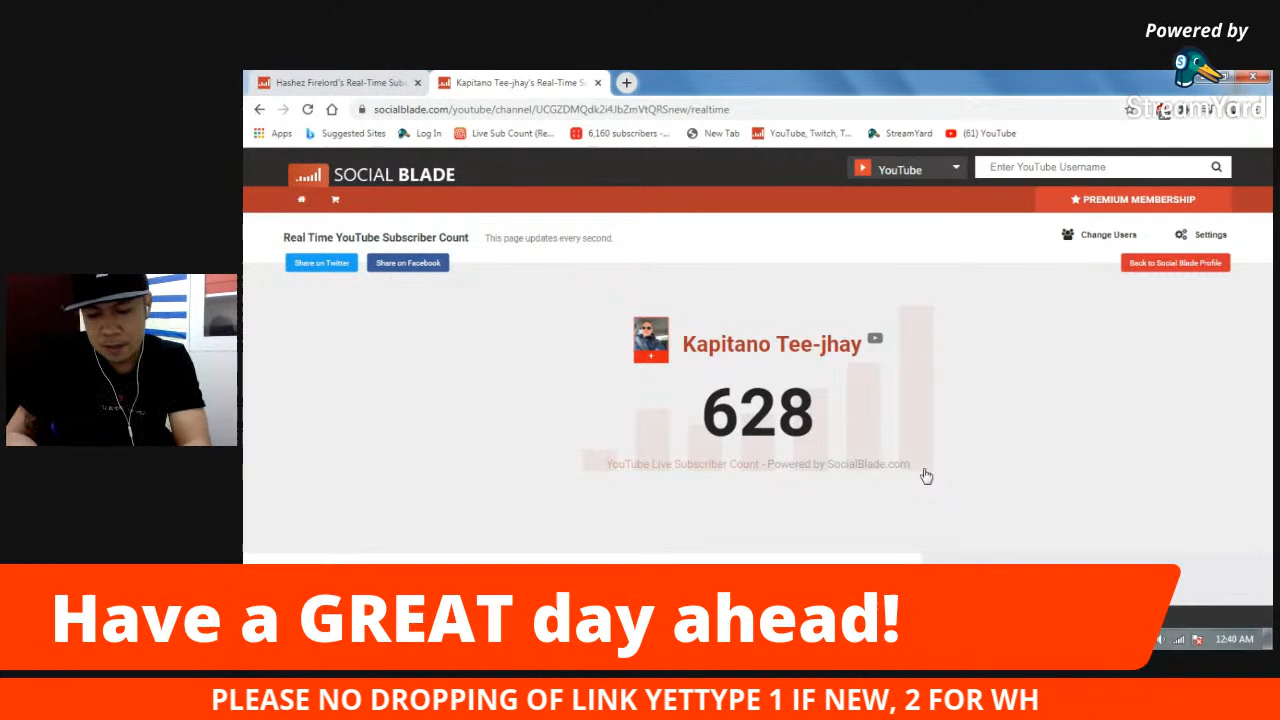 Powered by
StreamYard
Hashez Firelord's Real-Time Subs
Kapitano Tee-jhay's Real-Time S
socialblade.com/youtube/channel/UCGZDMQdk2i4JbZmVtQRSnew/realtime
Apps
Suggested Sites
Log In
Live Sub Count (Re...
6,160 subscribers -...
New Tab
YouTube, Twitch, T...
StreamYard
(61) YouTube
SOCIAL BLADE
YouTube
Enter YouTube Username
PREMIUM MEMBERSHIP
Real Time YouTube Subscriber Count
This page updates every second.
Change Users
Settings
Share on Twitter
Share on Facebook
Back to Social Blade Profile
Kapitano Tee-jhay
628
YouTube Live Subscriber Count - Powered by SocialBlade.com
Have a GREAT day ahead!
12:40 AM
PLEASE NO DROPPING OF LINK YETTYPE 1 IF NEW, 2 FOR WH